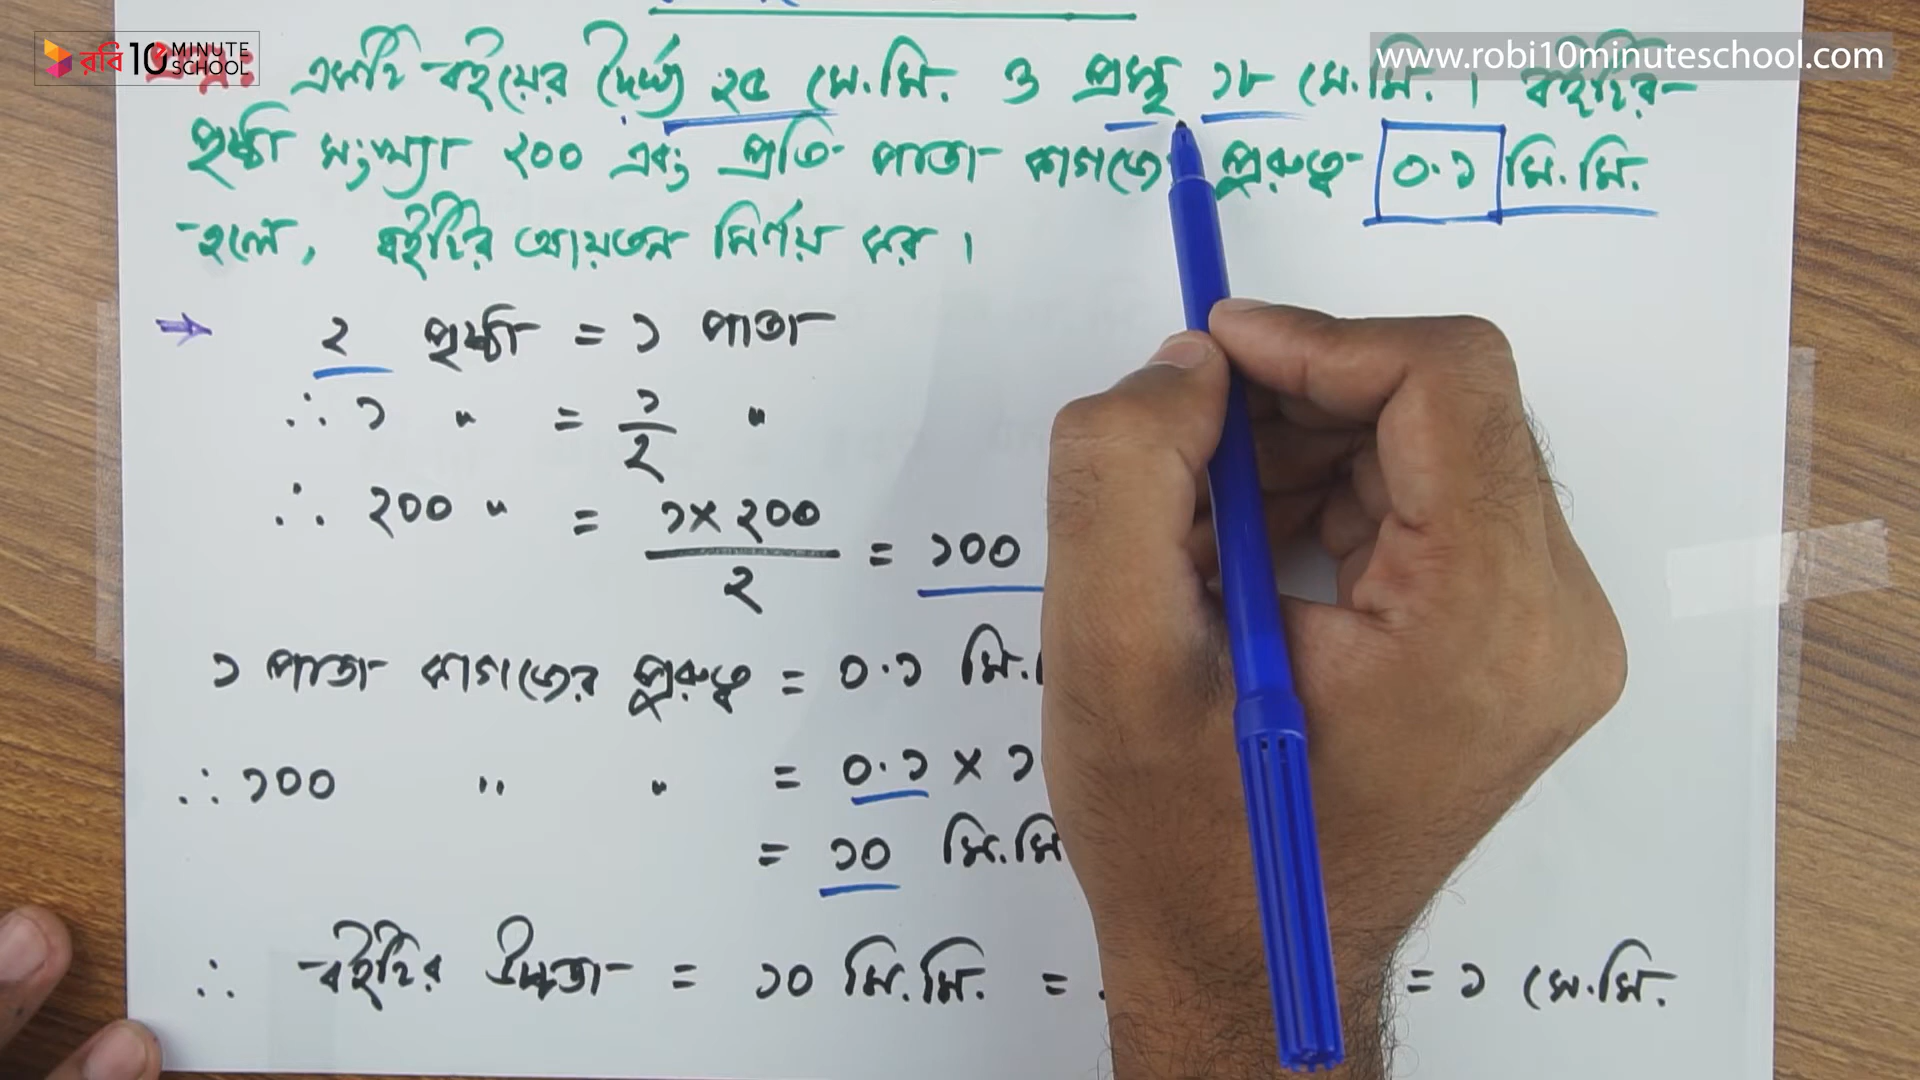 রবি 10 MINUTE SCHOOL
www.robi10minuteschool.com
একটি বইয়ের দৈর্ঘ্য ২৫ সে.মি. ও প্রস্থ ১৮ সে.মি. । বইটির
পৃষ্ঠা সংখ্যা ২০০ এবং প্রতি পাতা কাগজের পুরুত্ব ০.১ মি.মি.
হলে, বইটির আয়তন নির্ণয় কর ।
২ পৃষ্ঠা = ১ পাতা
∴ ১ " = ১/২ "
∴ ২০০ " = ১×২০০/২ = ১০০
১ পাতা কাগজের পুরুত্ব = ০.১ মি.
∴ ১০০ " " = ০.১ × ১
= ১০ মি.মি
∴ বইটির উচ্চতা = ১০ মি.মি. = = ১ সে.মি.